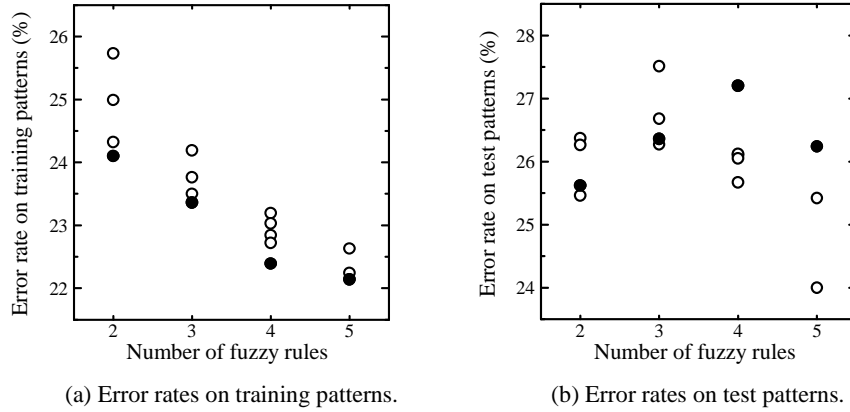 Error rate on training patterns (%)
26
25
24
23
22
2 3 4 5
Number of fuzzy rules
(a) Error rates on training patterns.
Error rate on test patterns (%)
28
27
26
25
24
2 3 4 5
Number of fuzzy rules
(b) Error rates on test patterns.